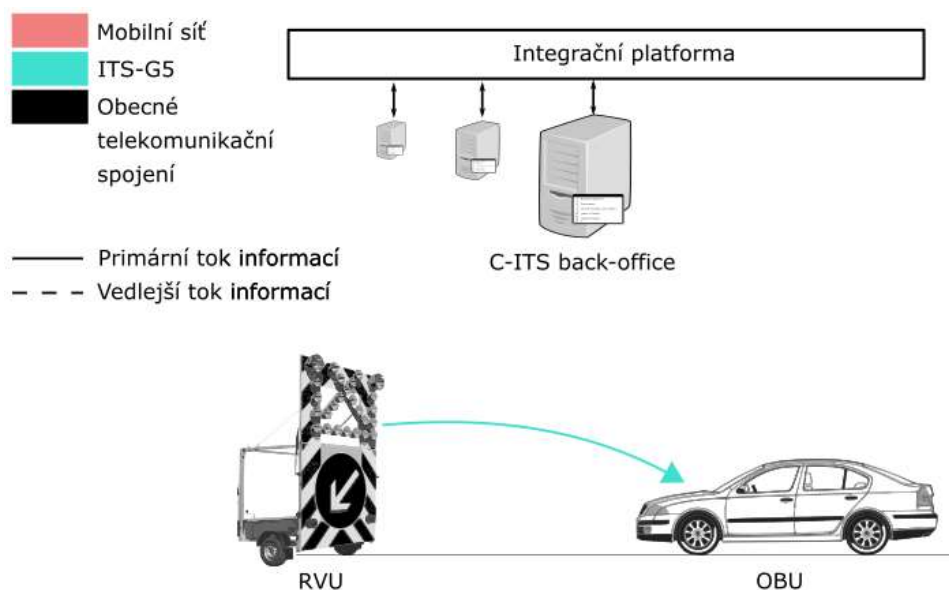 Mobilní síť
ITS-G5
Obecné
telekomunikační
spojení
Primární tok informací
Vedlejší tok informací
Integrační platforma
C-ITS back-office
RVU
OBU